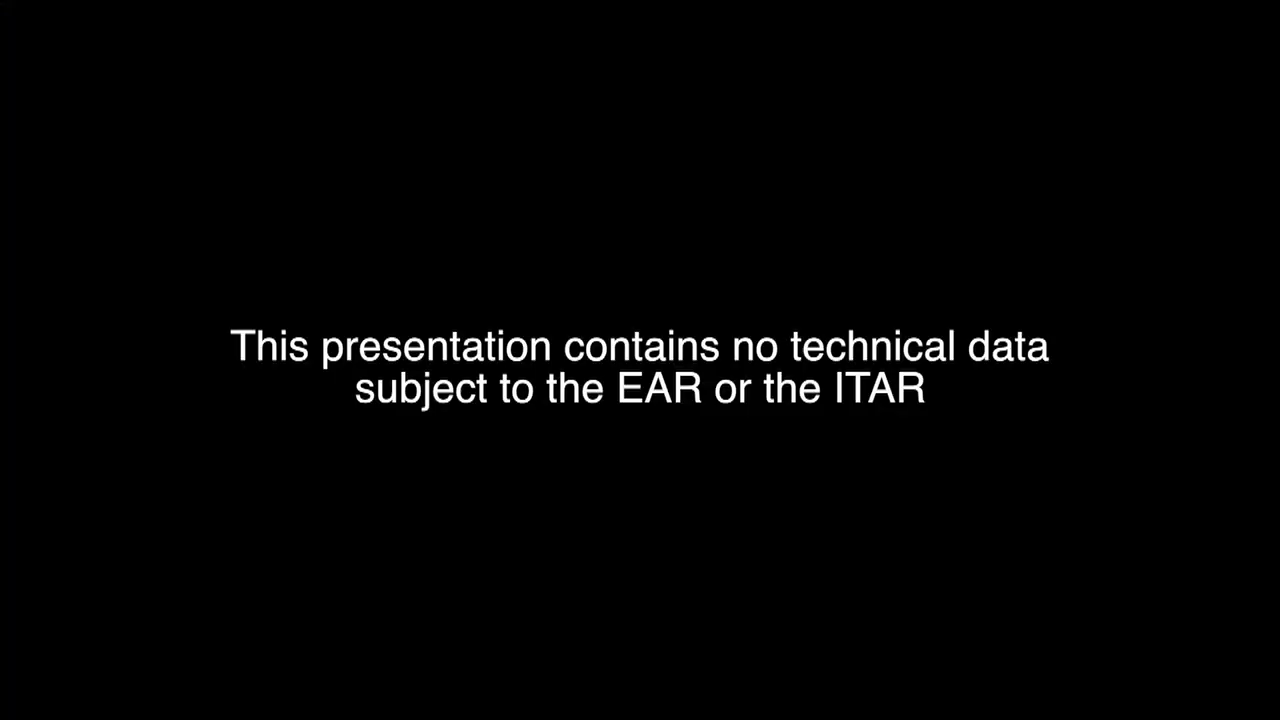 This presentation contains no technical data
subject to the EAR or the ITAR